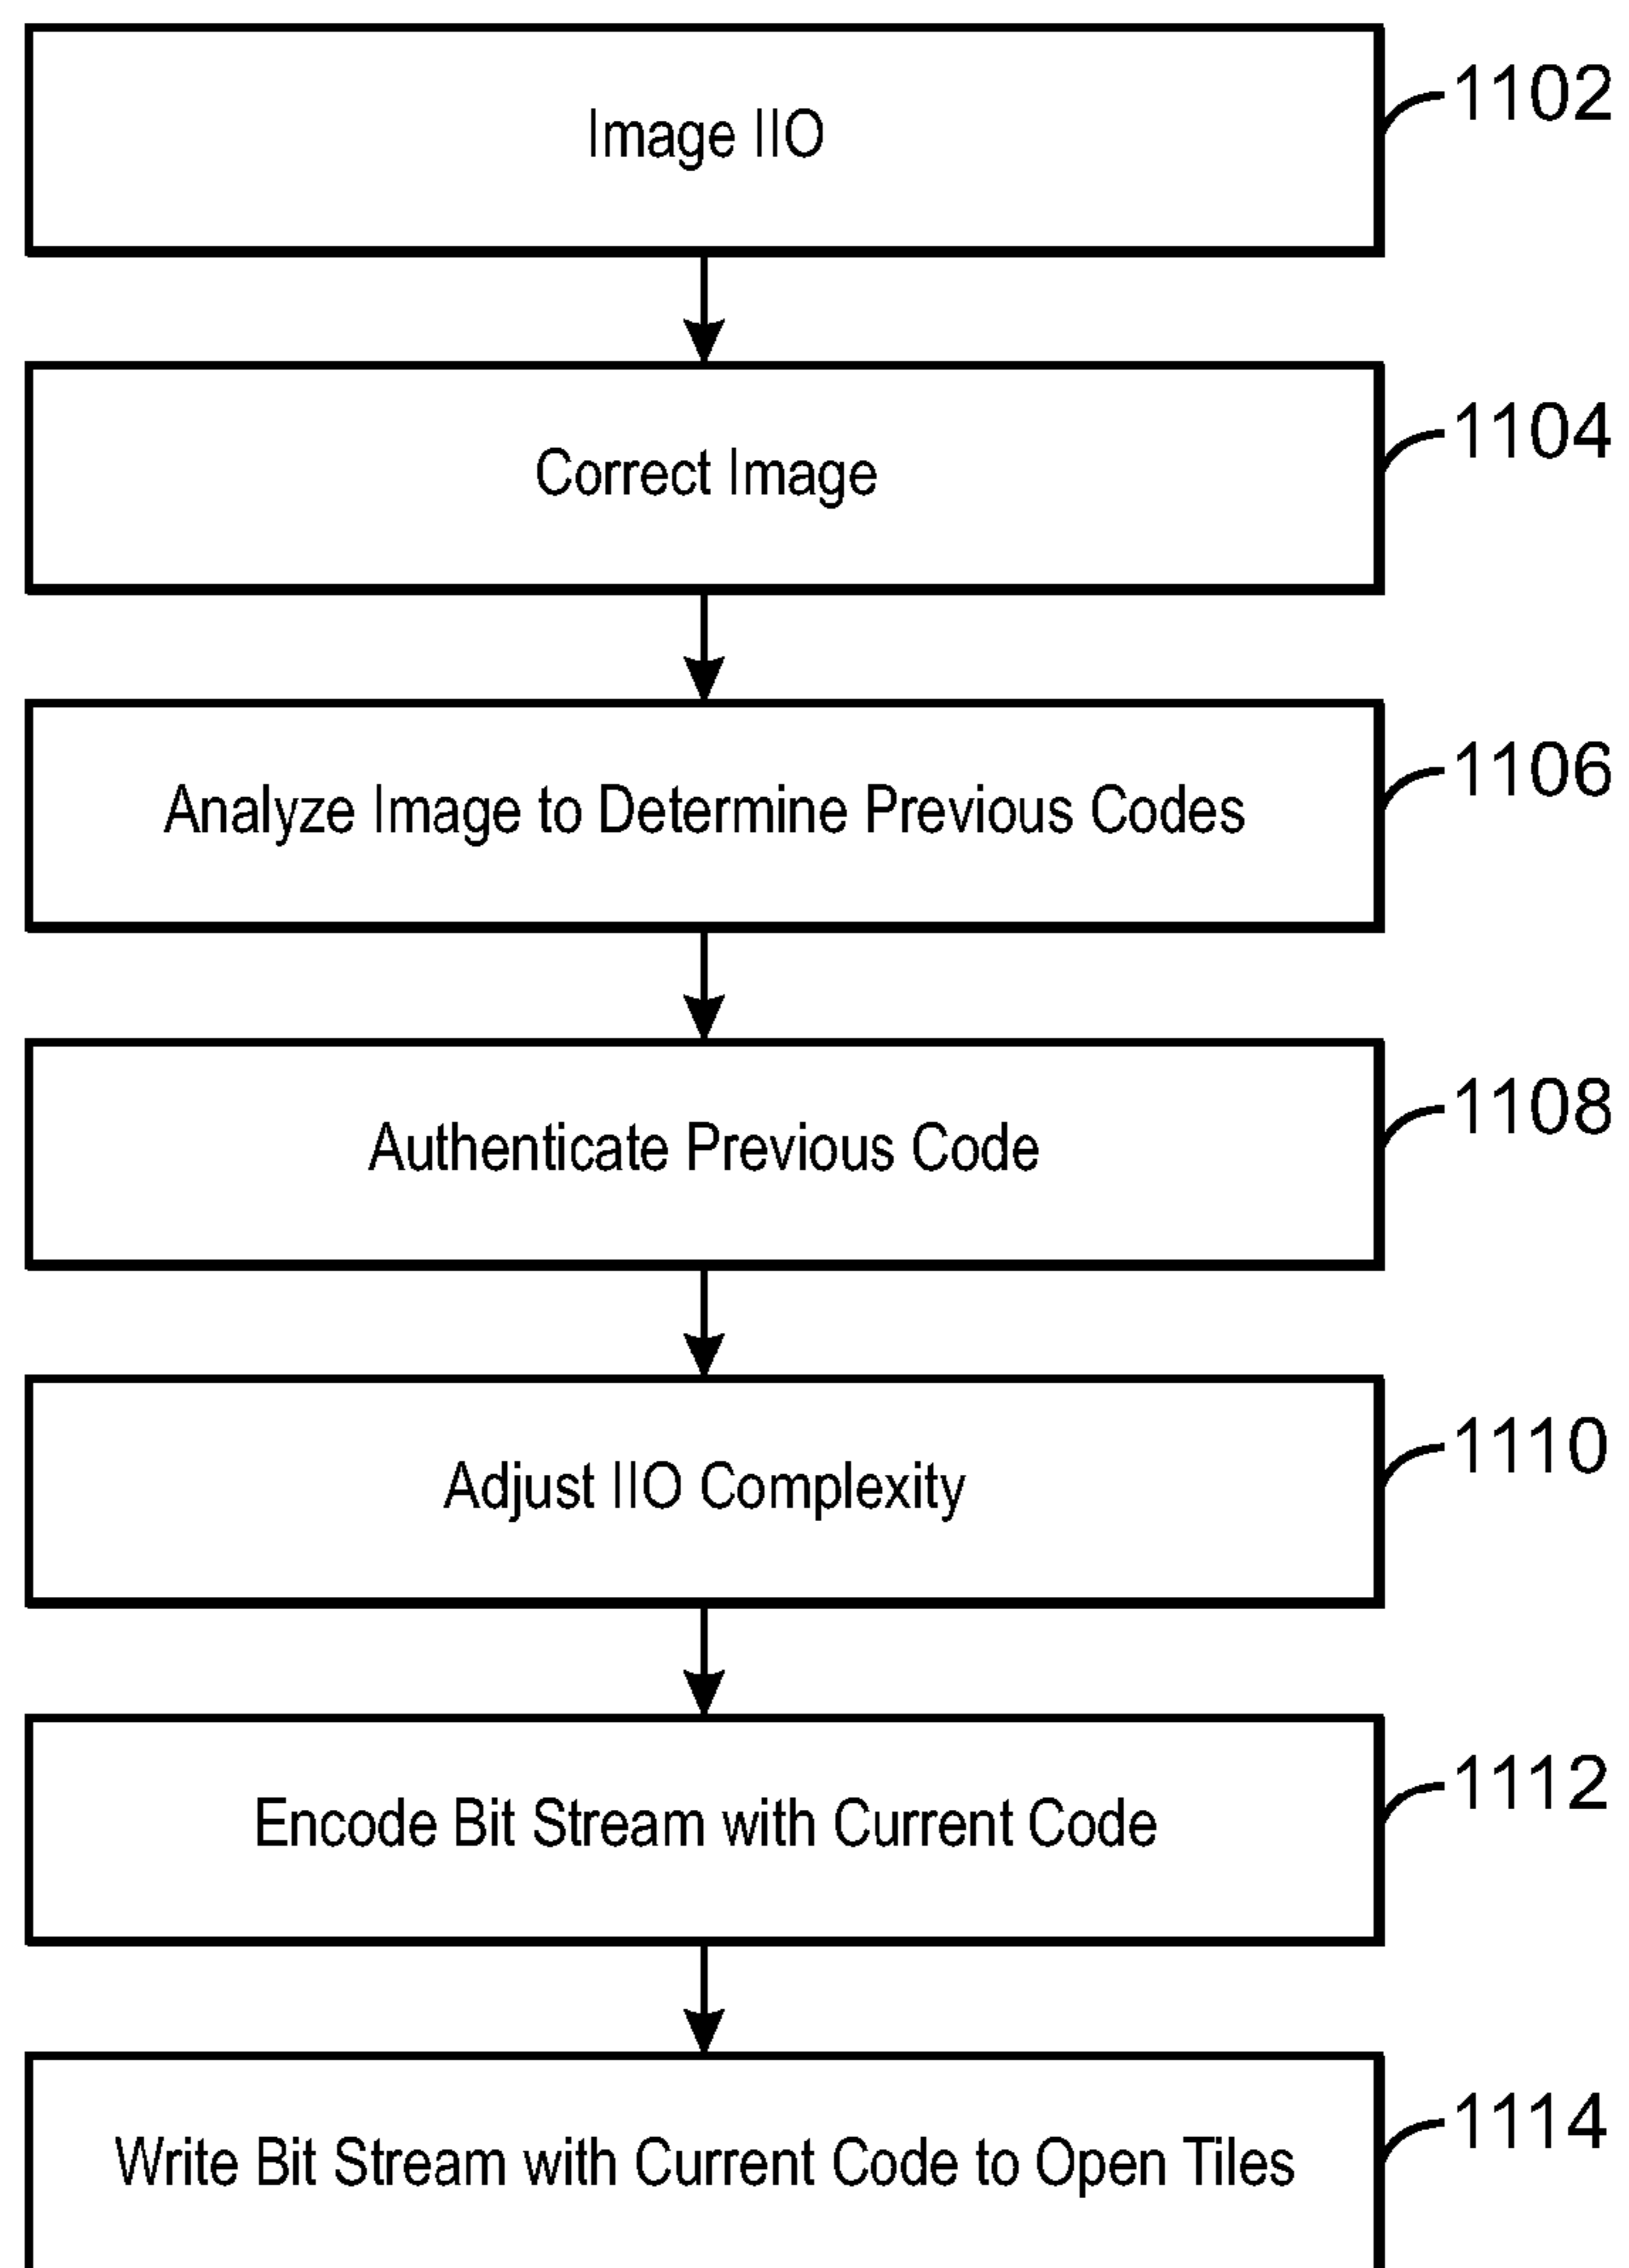 Image IIO
1102
Correct Image
1104
Analyze Image to Determine Previous Codes
1106
Authenticate Previous Code
1108
Adjust IIO Complexity
1110
Encode Bit Stream with Current Code
1112
Write Bit Stream with Current Code to Open Tiles
1114